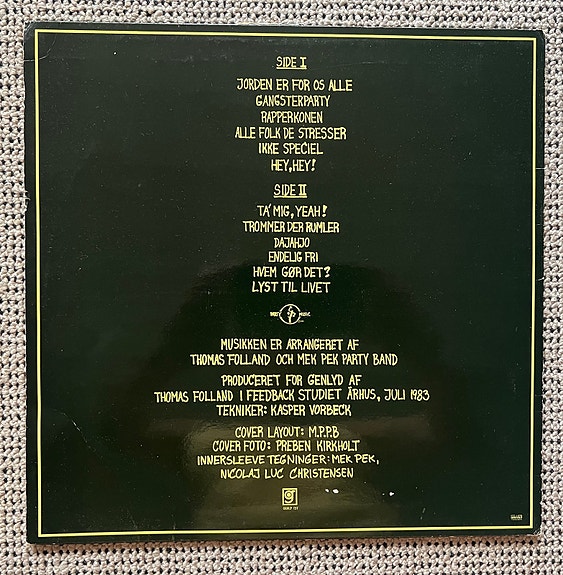 SIDE I
JORDEN ER FOR OS ALLE
GANGSTERPARTY
RAPPERKONEN
ALLE FOLK DE STRESSER
IKKE SPECIEL
HEY, HEY!
SIDE II
TA' MIG, YEAH!
TROMMER DER RUMLER
DAJAHJO
ENDELIG FRI
HVEM GØR DET?
LYST TIL LIVET
MUSIKKEN ER ARRANGERET AF
THOMAS FOLLAND OCH MEK PEK PARTY BAND
PRODUCERET FOR GENLYD AF
THOMAS FOLLAND I FEEDBACK STUDIET ÅRHUS, JULI 1983
TEKNIKER: KASPER VORBECK
COVER LAYOUT: M.P.P.B
COVER FOTO: PREBEN KIRKHOLT
INNERSLEEVE TEGNINGER: MEK PEK,
NICOLAJ LUC CHRISTENSEN
g